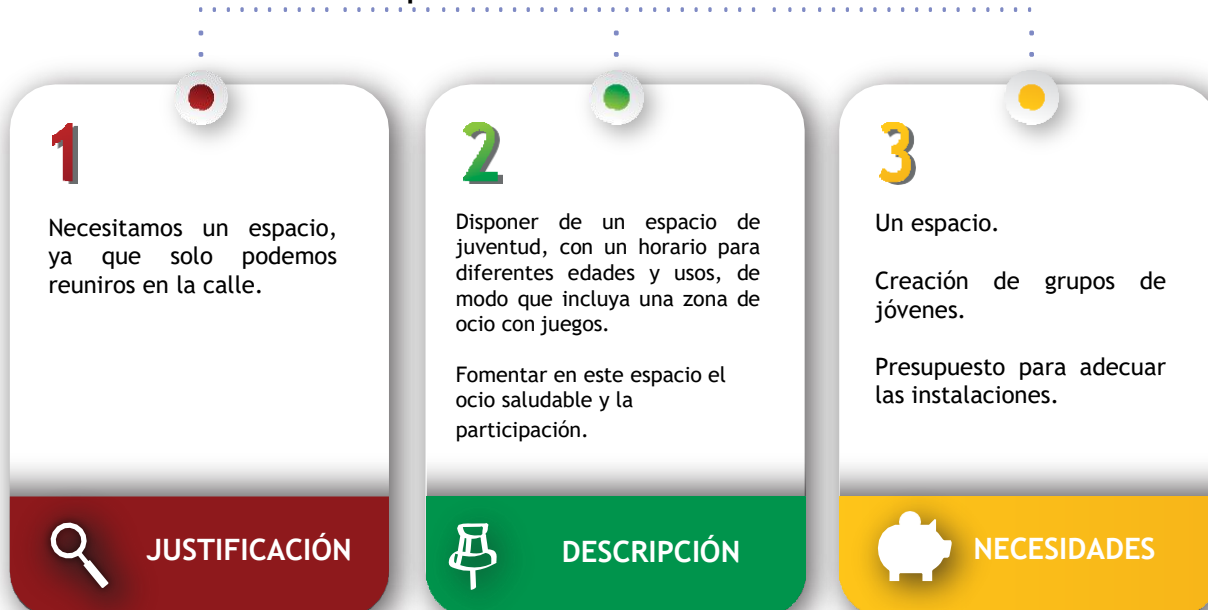 1
Necesitamos un espacio,
ya que solo podemos
reuniros en la calle.
JUSTIFICACIÓN
2
Disponer de un espacio de
juventud, con un horario para
diferentes edades y usos, de
modo que incluya una zona de
ocio con juegos.
Fomentar en este espacio el
ocio saludable y la
participación.
DESCRIPCIÓN
3
Un espacio.
Creación de grupos de
jóvenes.
Presupuesto para adecuar
las instalaciones.
NECESIDADES